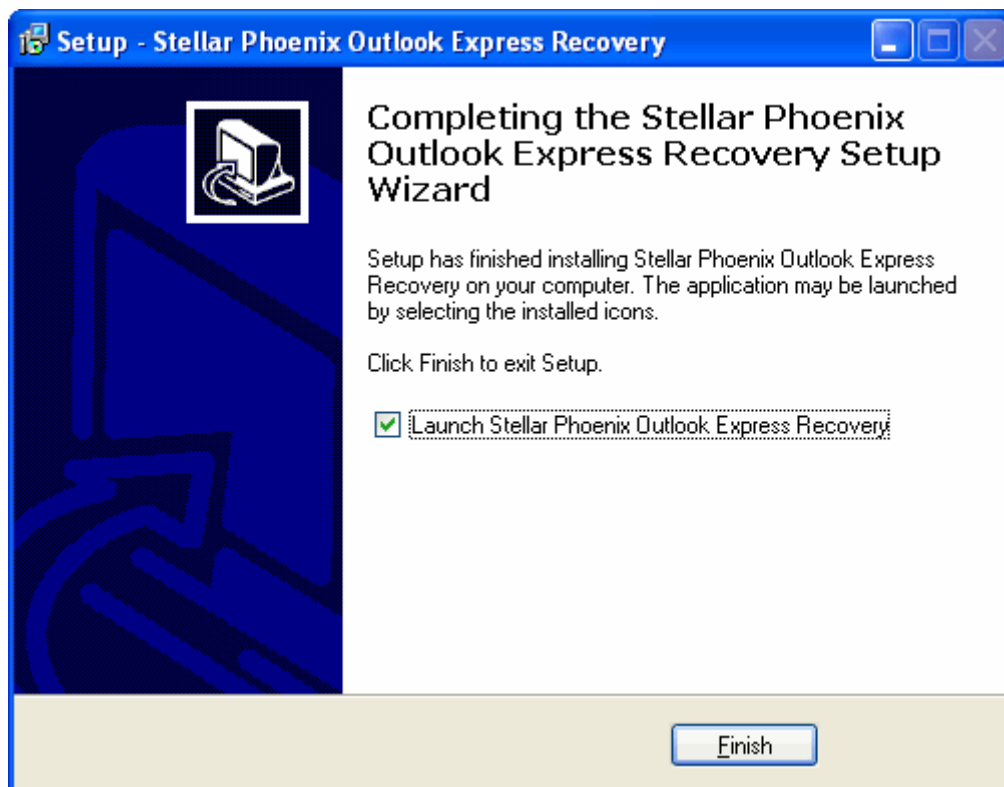 Setup - Stellar Phoenix Outlook Express Recovery
Completing the Stellar Phoenix
Outlook Express Recovery Setup
Wizard
Setup has finished installing Stellar Phoenix Outlook Express
Recovery on your computer. The application may be launched
by selecting the installed icons.
Click Finish to exit Setup.
Launch Stellar Phoenix Outlook Express Recovery
Finish